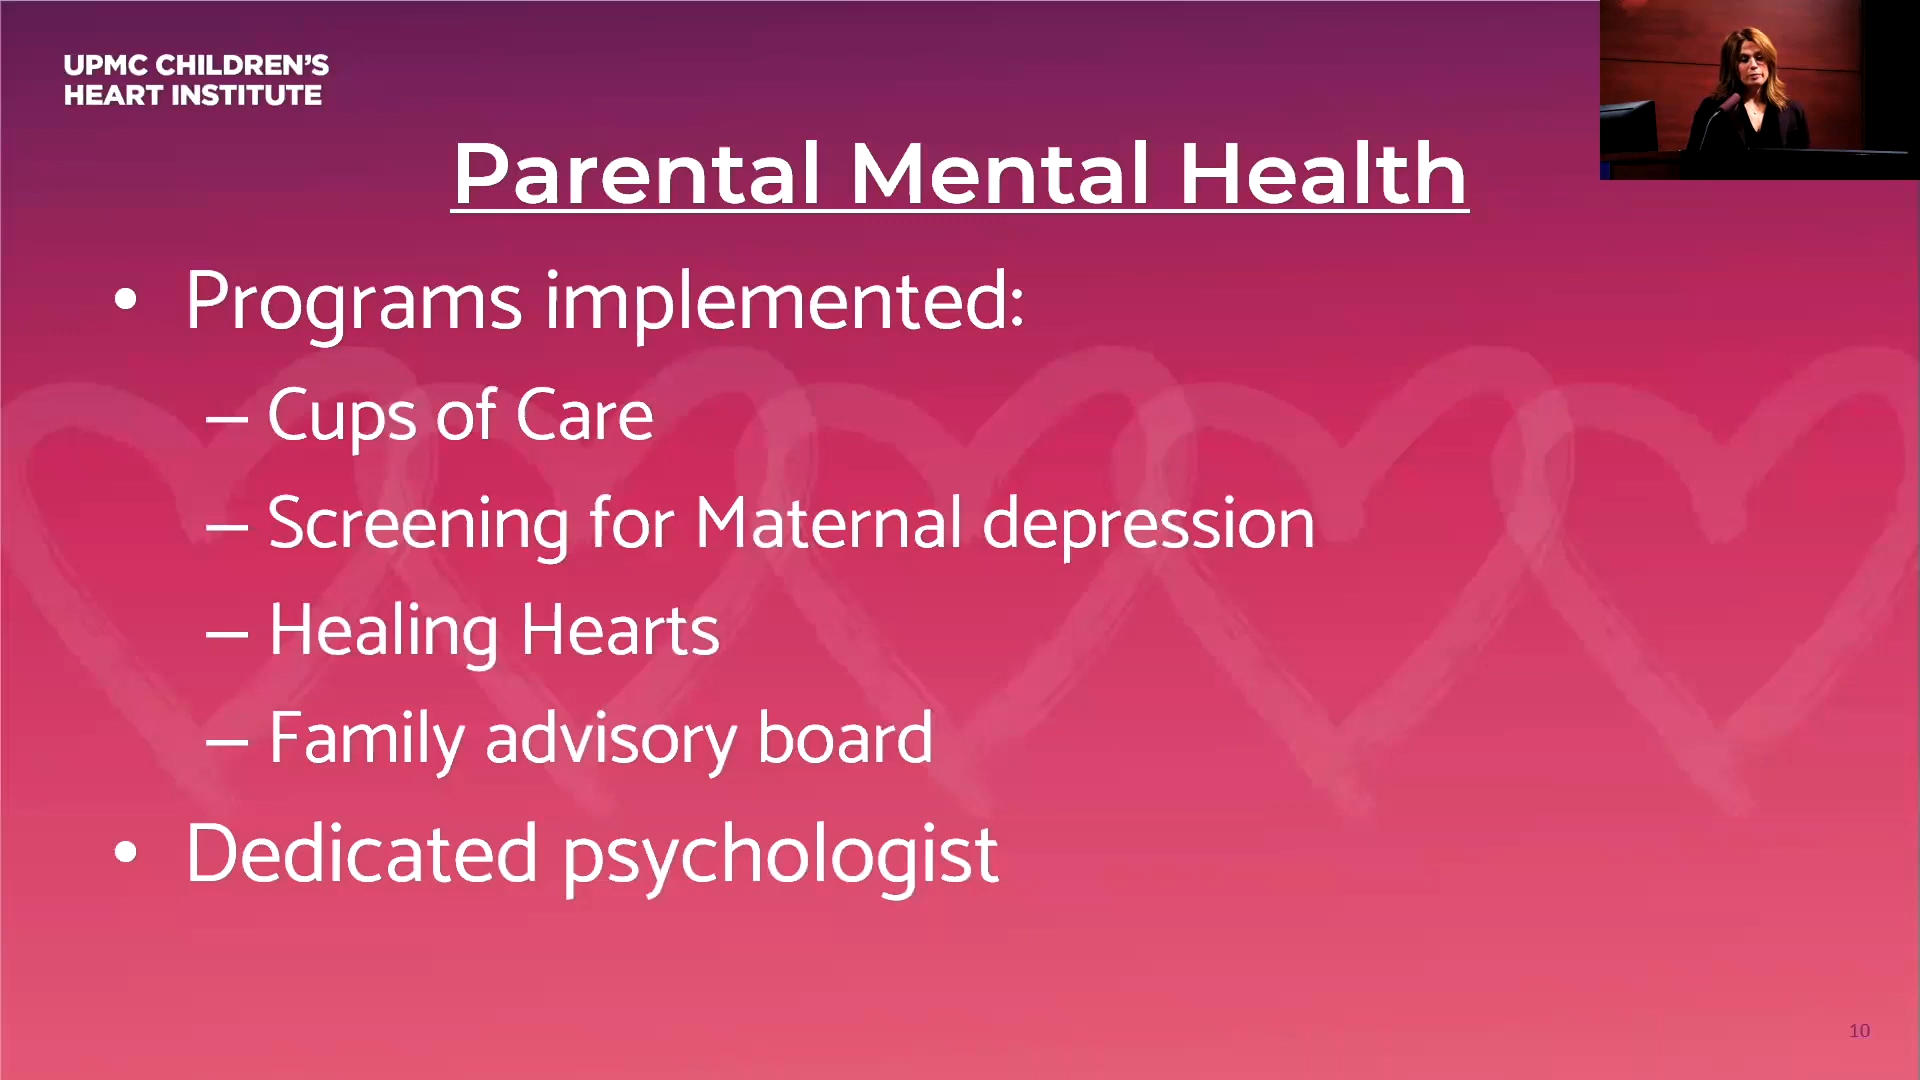 UPMC CHILDREN'S
HEART INSTITUTE
Parental Mental Health
• Programs implemented:
– Cups of Care
– Screening for Maternal depression
– Healing Hearts
– Family advisory board
• Dedicated psychologist
10